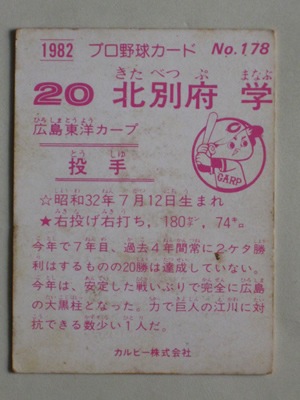 1982 プロ野球カード No.178
きた べつ ぷ まなぶ
20 北別府 学
ひろしまとうよう
広島東洋カープ
とう しゅ
投手
CARP
☆昭和32年7月12日生まれ
★右投げ右打ち，180㌢，74㌔
今年で7年目、過去4年間常に2ケタ勝
利はするものの20勝は達成していない。
今年は、安定した戦いぶりで完全に広島
の大黒柱となった。力で巨人の江川に対
抗できる数少い1人だ。
カルビー株式会社